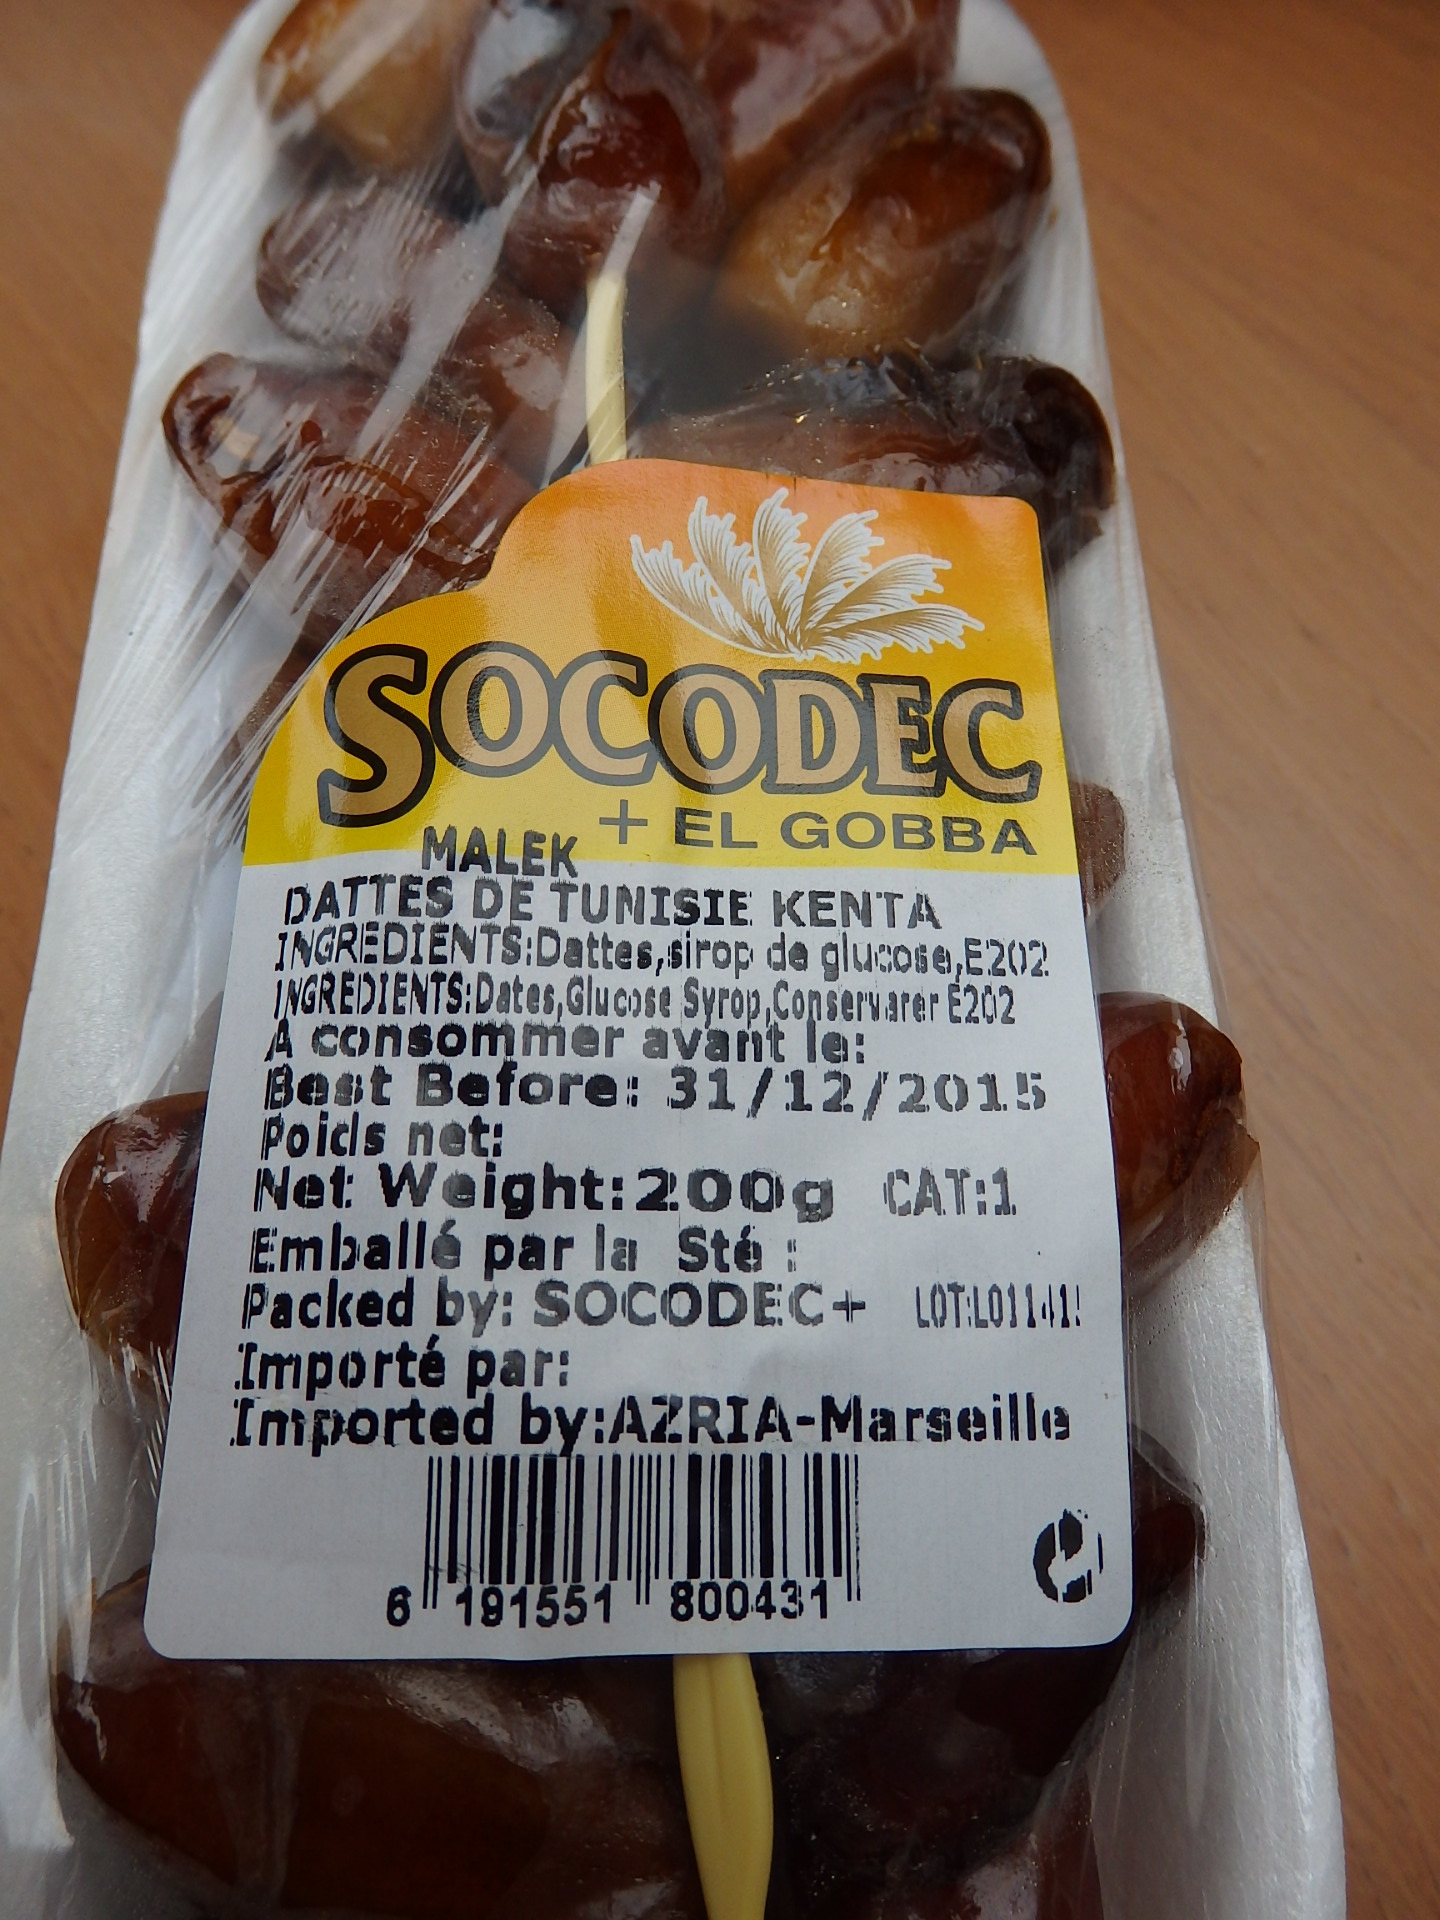 SOCODEC
+ EL GOBBA
MALEK
DATTES DE TUNISIE KENTA
INGREDIENTS:Dattes,sirop de glucose,E202
INGREDIENTS:Dates,Glucose Syrop,Conservarer E202
A consommer avant le:
Best Before: 31/12/2015
Poids net:
Net Weight:200g CAT:1
Emballé par la Sté :
Packed by: SOCODEC+
Importé par:
Imported by:AZRIA-Marseille
6 191551 800431